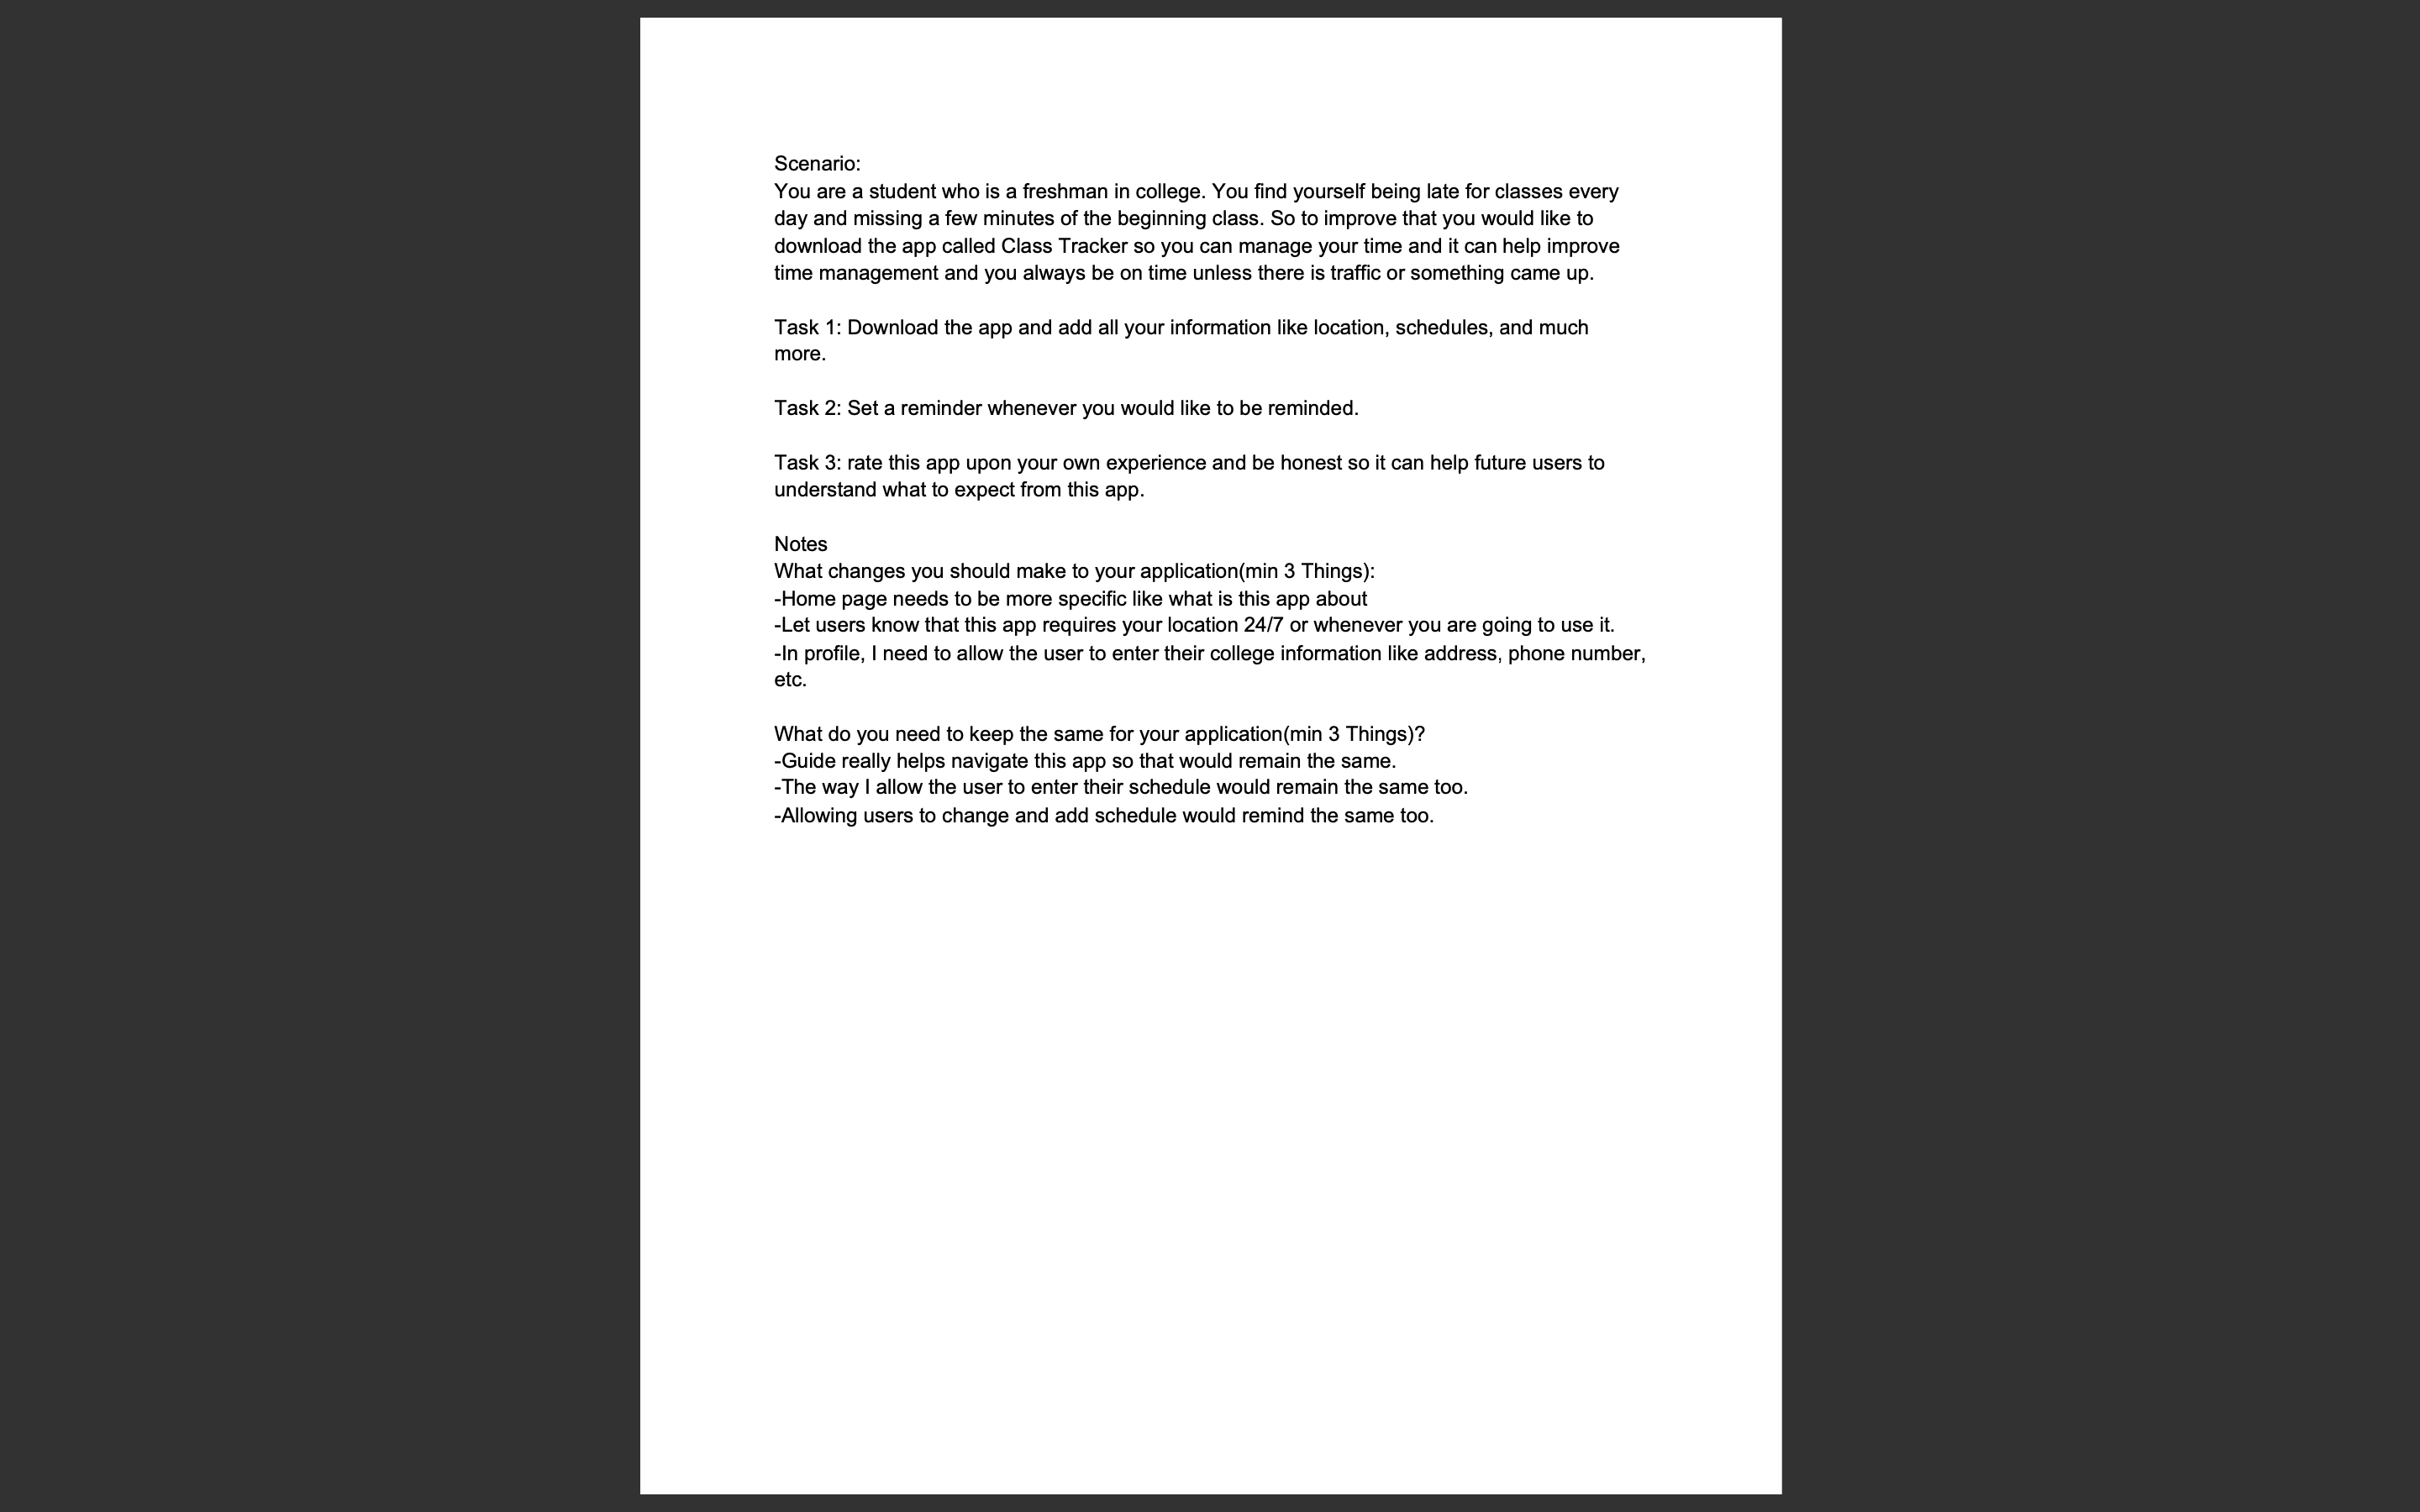 Scenario:
You are a student who is a freshman in college. You find yourself being late for classes every
day and missing a few minutes of the beginning class. So to improve that you would like to
download the app called Class Tracker so you can manage your time and it can help improve
time management and you always be on time unless there is traffic or something came up.
Task 1: Download the app and add all your information like location, schedules, and much
more.
Task 2: Set a reminder whenever you would like to be reminded.
Task 3: rate this app upon your own experience and be honest so it can help future users to
understand what to expect from this app.
Notes
What changes you should make to your application(min 3 Things):
-Home page needs to be more specific like what is this app about
-Let users know that this app requires your location 24/7 or whenever you are going to use it.
-In profile, I need to allow the user to enter their college information like address, phone number,
etc.
What do you need to keep the same for your application(min 3 Things)?
-Guide really helps navigate this app so that would remain the same.
-The way I allow the user to enter their schedule would remain the same too.
-Allowing users to change and add schedule would remind the same too.